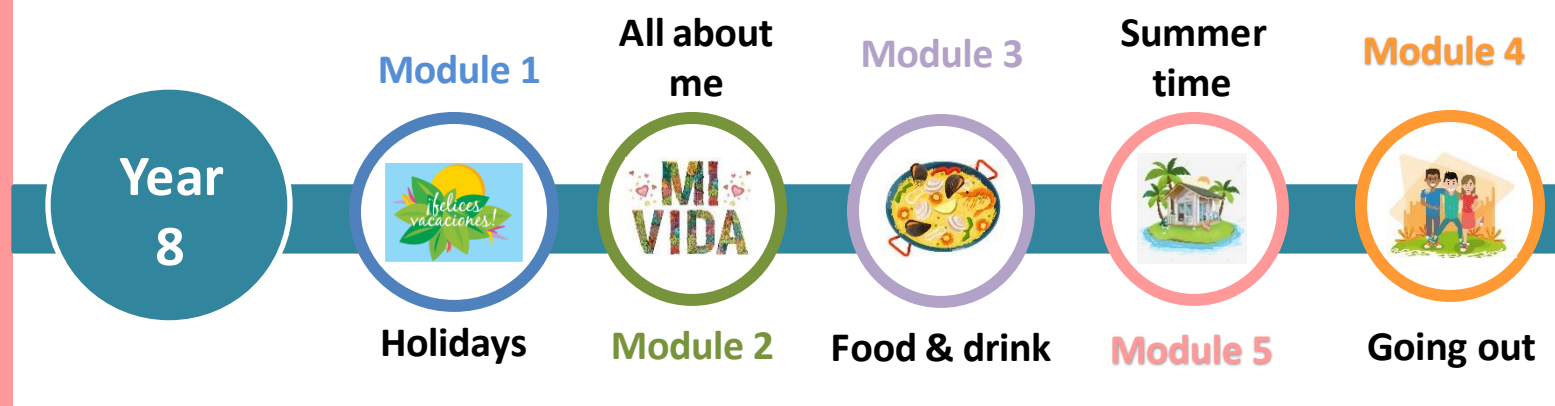 Year
8
Module 1
¡felices
vacaciones!
Holidays
All about
me
MI
VIDA
Module 2
Module 3
Food & drink
Summer
time
Module 5
Module 4
Going out